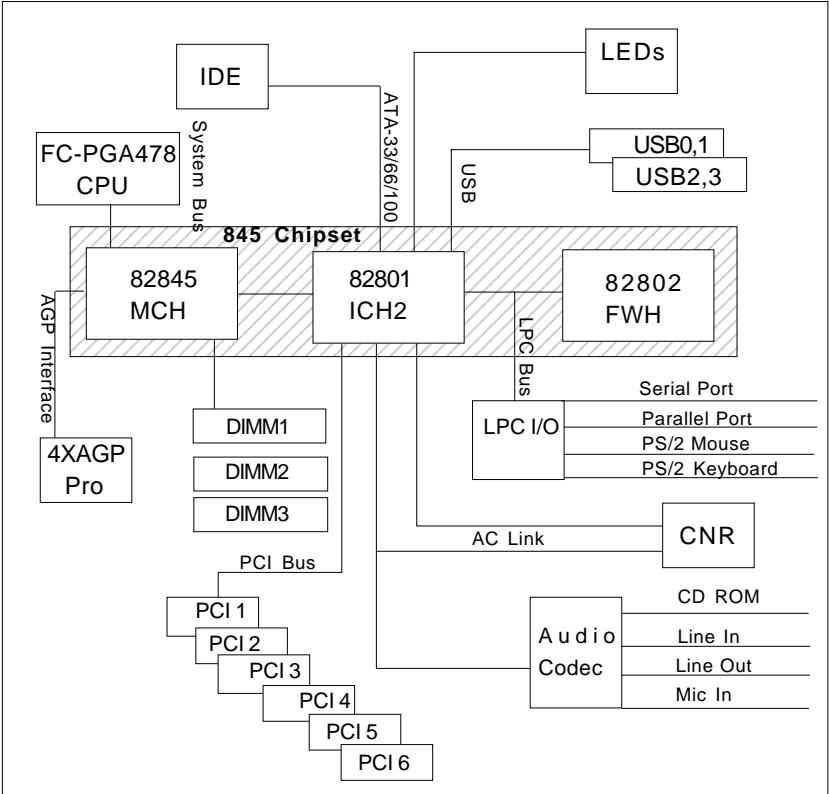 IDE
LEDs
ATA-33/66/100
System Bus
FC-PGA478
CPU
USB
USB0,1
USB2,3
845 Chipset
82845
MCH
82801
ICH2
82802
FWH
AGP Interface
LPC Bus
Serial Port
Parallel Port
PS/2 Mouse
PS/2 Keyboard
LPC I/O
DIMM1
DIMM2
DIMM3
4XAGP
Pro
AC Link
CNR
PCI Bus
PCI 1
PCI 2
PCI 3
PCI 4
PCI 5
PCI 6
Audio
Codec
CD ROM
Line In
Line Out
Mic In